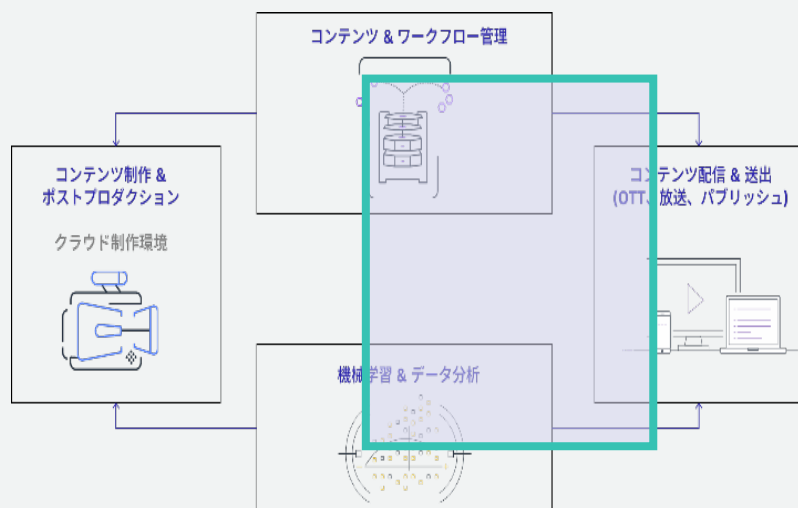 コンテンツ & ワークフロー管理
コンテンツ制作 &
ポストプロダクション
クラウド制作環境
コンテンツ配信 & 送出
(OTT、放送、パブリッシュ)
機械学習 & データ分析